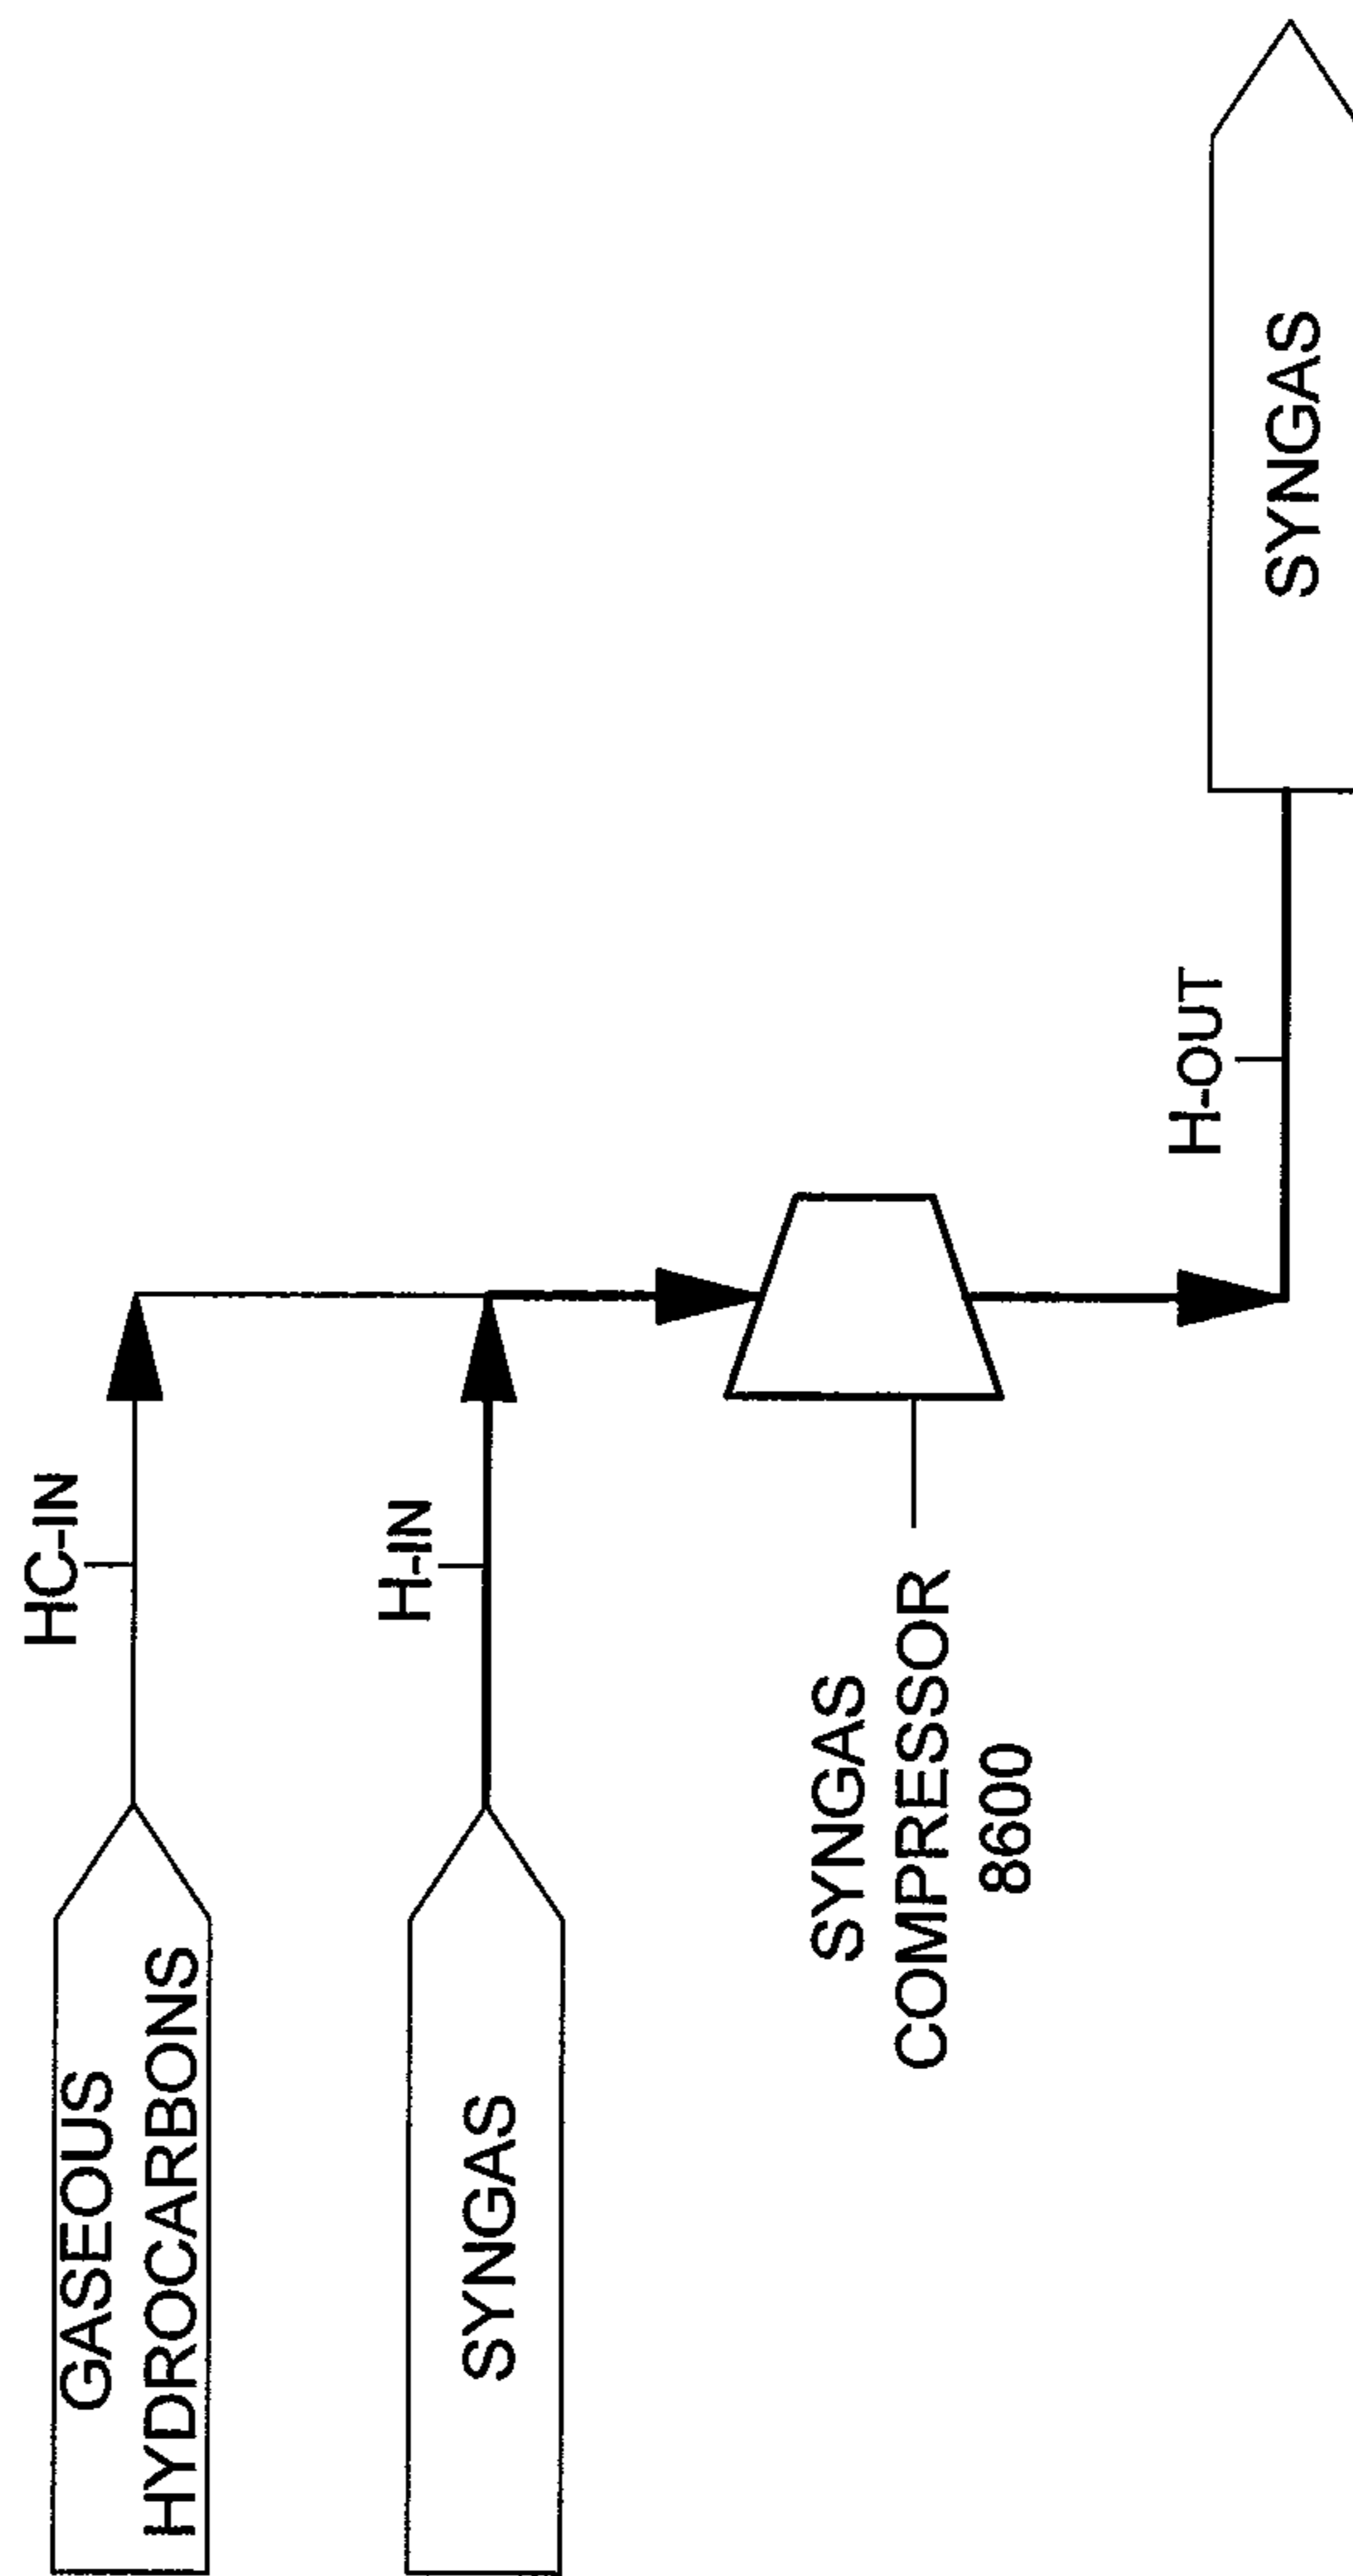 GASEOUS
HYDROCARBONS
HC-IN
SYNGAS
H-IN
SYNGAS
COMPRESSOR
8600
H-OUT
SYNGAS